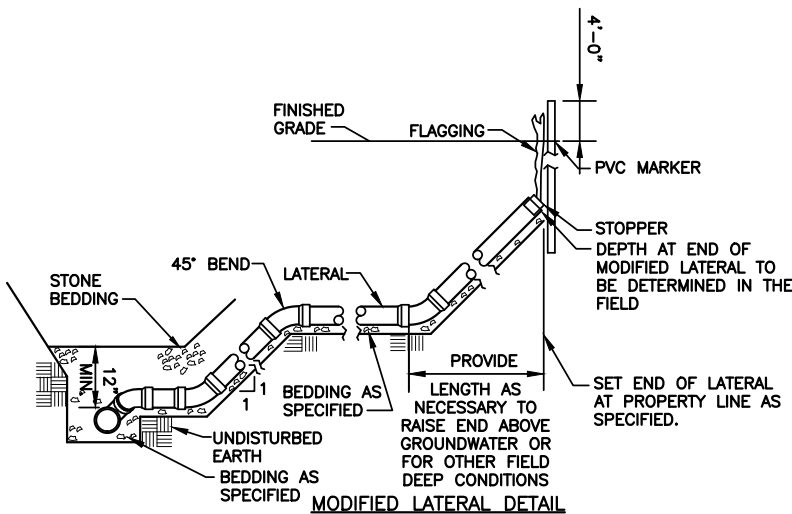 4'-0"
FINISHED
GRADE
FLAGGING
PVC MARKER
STOPPER
DEPTH AT END OF
MODIFIED LATERAL TO
BE DETERMINED IN THE
FIELD
45° BEND
LATERAL
STONE
BEDDING
12"
MIN.
1
1
PROVIDE
LENGTH AS
NECESSARY TO
RAISE END ABOVE
GROUNDWATER OR
FOR OTHER FIELD
DEEP CONDITIONS
BEDDING AS
SPECIFIED
SET END OF LATERAL
AT PROPERTY LINE AS
SPECIFIED.
UNDISTURBED
EARTH
BEDDING AS
SPECIFIED
MODIFIED LATERAL DETAIL